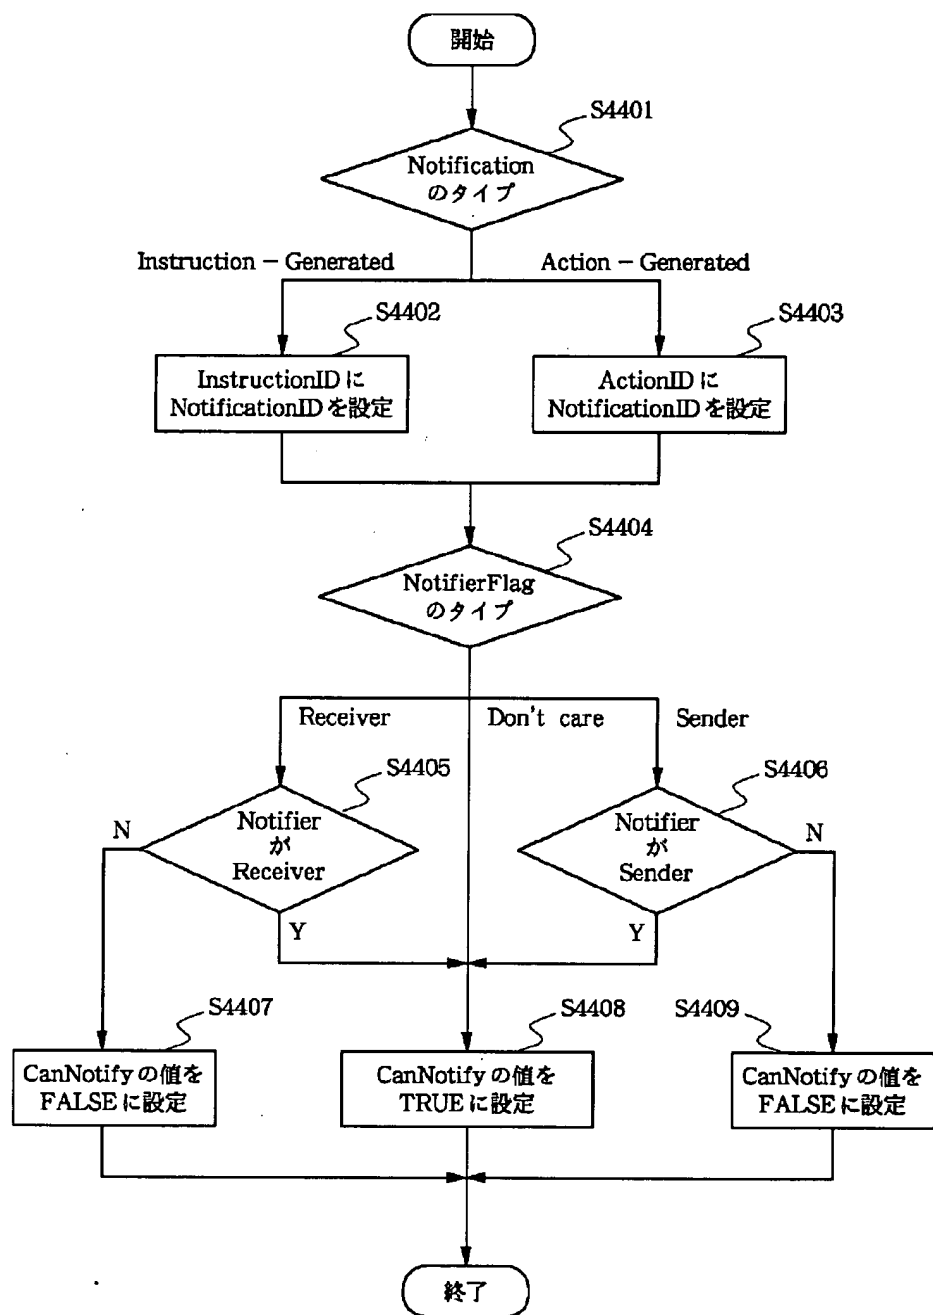 開始
S4401
Notification
のタイプ
Instruction - Generated
Action - Generated
S4402
S4403
InstructionID に
NotificationID を設定
ActionID に
NotificationID を設定
S4404
NotifierFlag
のタイプ
Receiver
Don't care
Sender
S4405
S4406
Notifier
が
Receiver
N
Y
Notifier
が
Sender
N
Y
S4407
S4408
S4409
CanNotify の値を
FALSE に設定
CanNotify の値を
TRUE に設定
CanNotify の値を
FALSE に設定
終了